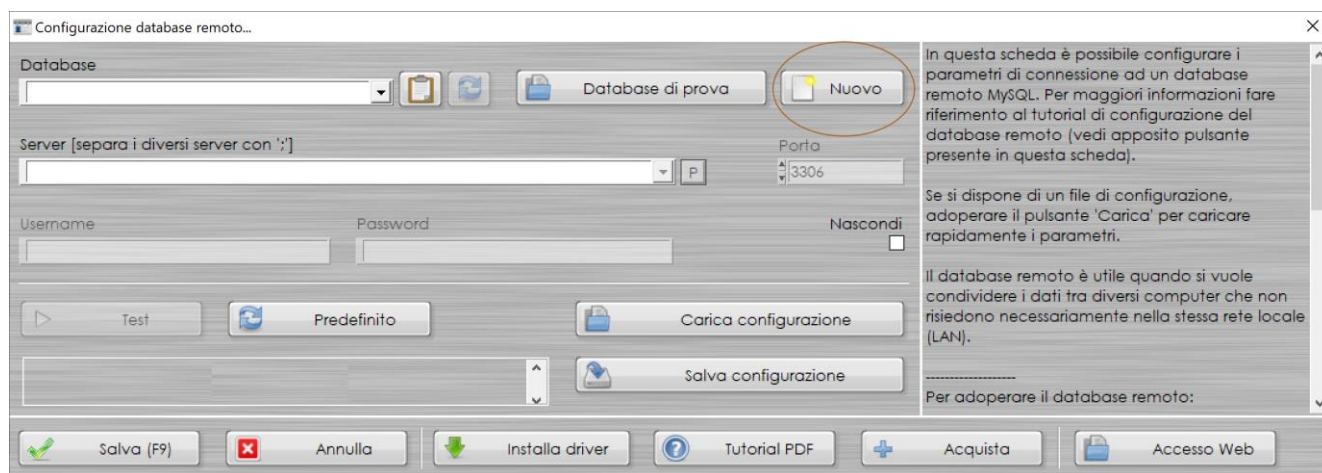 Configurazione database remoto...
Database
Database di prova
Nuovo
Server [separa i diversi server con ';']
Porta
P
3306
Username
Password
Nascondi
Test
Predefinito
Carica configurazione
Salva configurazione
In questa scheda è possibile configurare i
parametri di connessione ad un database
remoto MySQL. Per maggiori informazioni fare
riferimento al tutorial di configurazione del
database remoto (vedi apposito pulsante
presente in questa scheda).
Se si dispone di un file di configurazione,
adoperare il pulsante 'Carica' per caricare
rapidamente i parametri.
Il database remoto è utile quando si vuole
condividere i dati tra diversi computer che non
risiedono necessariamente nella stessa rete locale
(LAN).
-------------------
Per adoperare il database remoto:
Salva (F9)
Annulla
Installa driver
Tutorial PDF
Acquista
Accesso Web